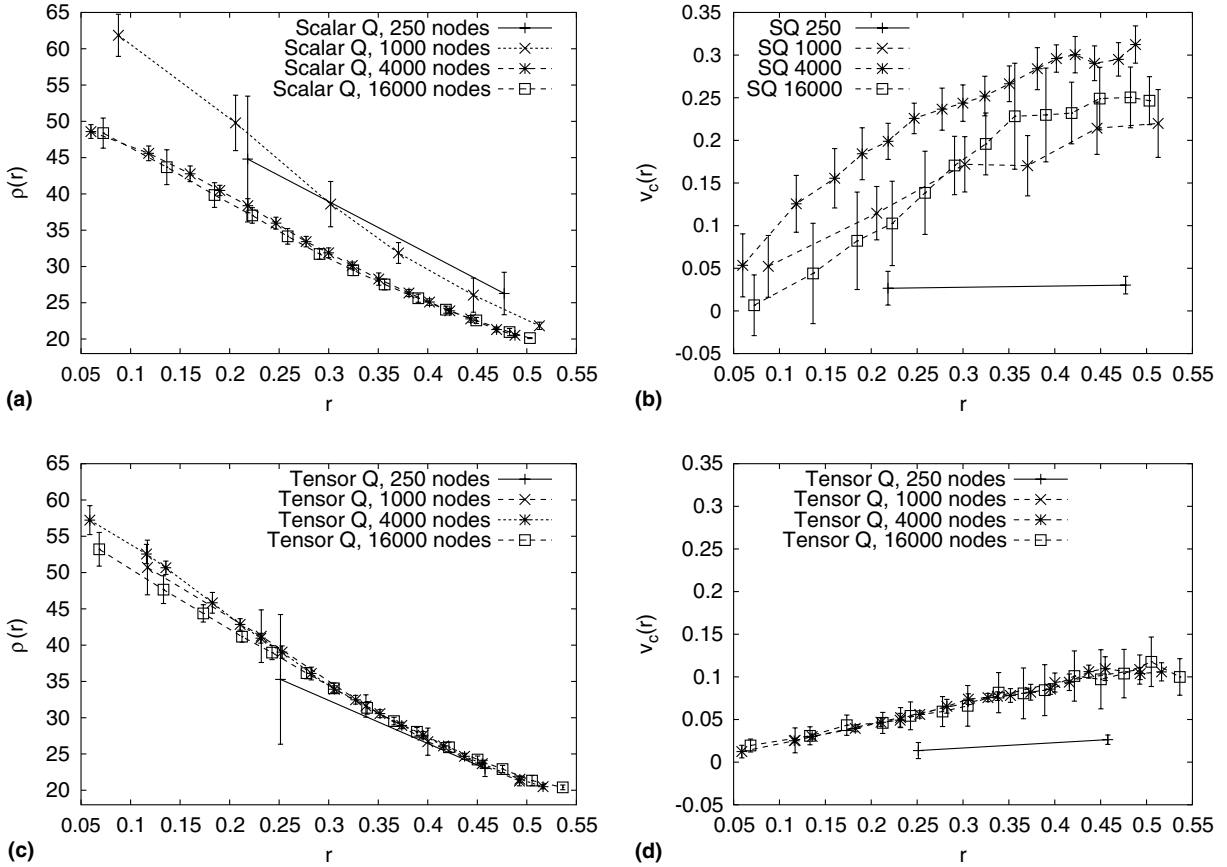 65
60
55
50
45
40
35
30
25
20
ρ(r)
Scalar Q, 250 nodes
Scalar Q, 1000 nodes
Scalar Q, 4000 nodes
Scalar Q, 16000 nodes
0.05 0.1 0.15 0.2 0.25 0.3 0.35 0.4 0.45 0.5 0.55
(a)
r
0.35
0.3
0.25
0.2
0.15
0.1
0.05
0
-0.05
v_c(r)
SQ 250
SQ 1000
SQ 4000
SQ 16000
0.05 0.1 0.15 0.2 0.25 0.3 0.35 0.4 0.45 0.5 0.55
(b)
r
65
60
55
50
45
40
35
30
25
20
ρ(r)
Tensor Q, 250 nodes
Tensor Q, 1000 nodes
Tensor Q, 4000 nodes
Tensor Q, 16000 nodes
0.05 0.1 0.15 0.2 0.25 0.3 0.35 0.4 0.45 0.5 0.55
(c)
r
0.35
0.3
0.25
0.2
0.15
0.1
0.05
0
-0.05
v_c(r)
Tensor Q, 250 nodes
Tensor Q, 1000 nodes
Tensor Q, 4000 nodes
Tensor Q, 16000 nodes
0.05 0.1 0.15 0.2 0.25 0.3 0.35 0.4 0.45 0.5 0.55
(d)
r